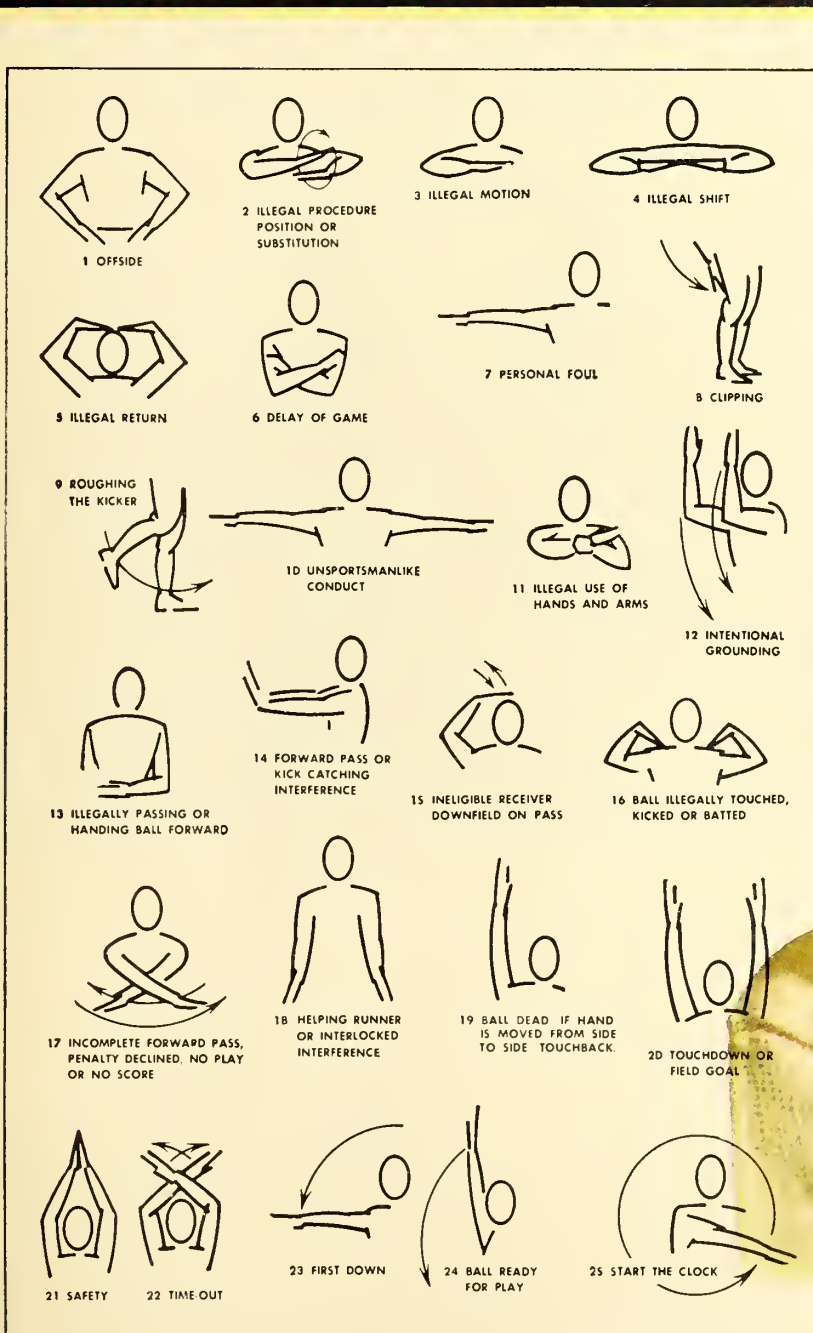 1 OFFSIDE
2 ILLEGAL PROCEDURE
POSITION OR
SUBSTITUTION
3 ILLEGAL MOTION
4 ILLEGAL SHIFT
5 ILLEGAL RETURN
6 DELAY OF GAME
7 PERSONAL FOUL
8 CLIPPING
9 ROUGHING
THE KICKER
10 UNSPORTSMANLIKE
CONDUCT
11 ILLEGAL USE OF
HANDS AND ARMS
12 INTENTIONAL
GROUNDING
13 ILLEGALLY PASSING OR
HANDING BALL FORWARD
14 FORWARD PASS OR
KICK CATCHING
INTERFERENCE
15 INELIGIBLE RECEIVER
DOWNFIELD ON PASS
16 BALL ILLEGALLY TOUCHED,
KICKED OR BATTED
17 INCOMPLETE FORWARD PASS,
PENALTY DECLINED, NO PLAY
OR NO SCORE
18 HELPING RUNNER
OR INTERLOCKED
INTERFERENCE
19 BALL DEAD IF HAND
IS MOVED FROM SIDE
TO SIDE TOUCHBACK.
20 TOUCHDOWN OR
FIELD GOAL
21 SAFETY
22 TIME-OUT
23 FIRST DOWN
24 BALL READY
FOR PLAY
25 START THE CLOCK